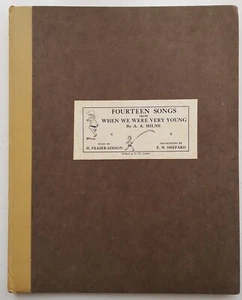 FOURTEEN SONGS
FROM
WHEN WE WERE VERY YOUNG
By A. A. MILNE
MUSIC BY
H. FRASER-SIMSON
DECORATIONS BY
E. H. SHEPARD